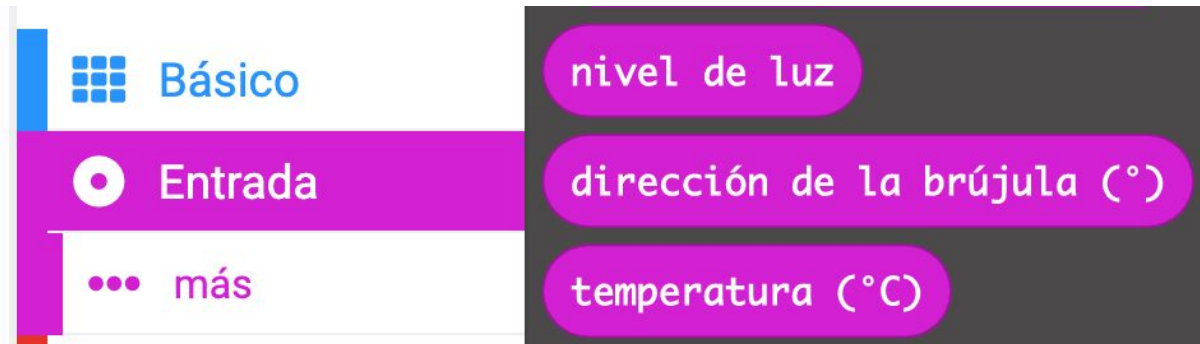 Básico
Entrada
más
nivel de luz
dirección de la brújula (°)
temperatura (°C)